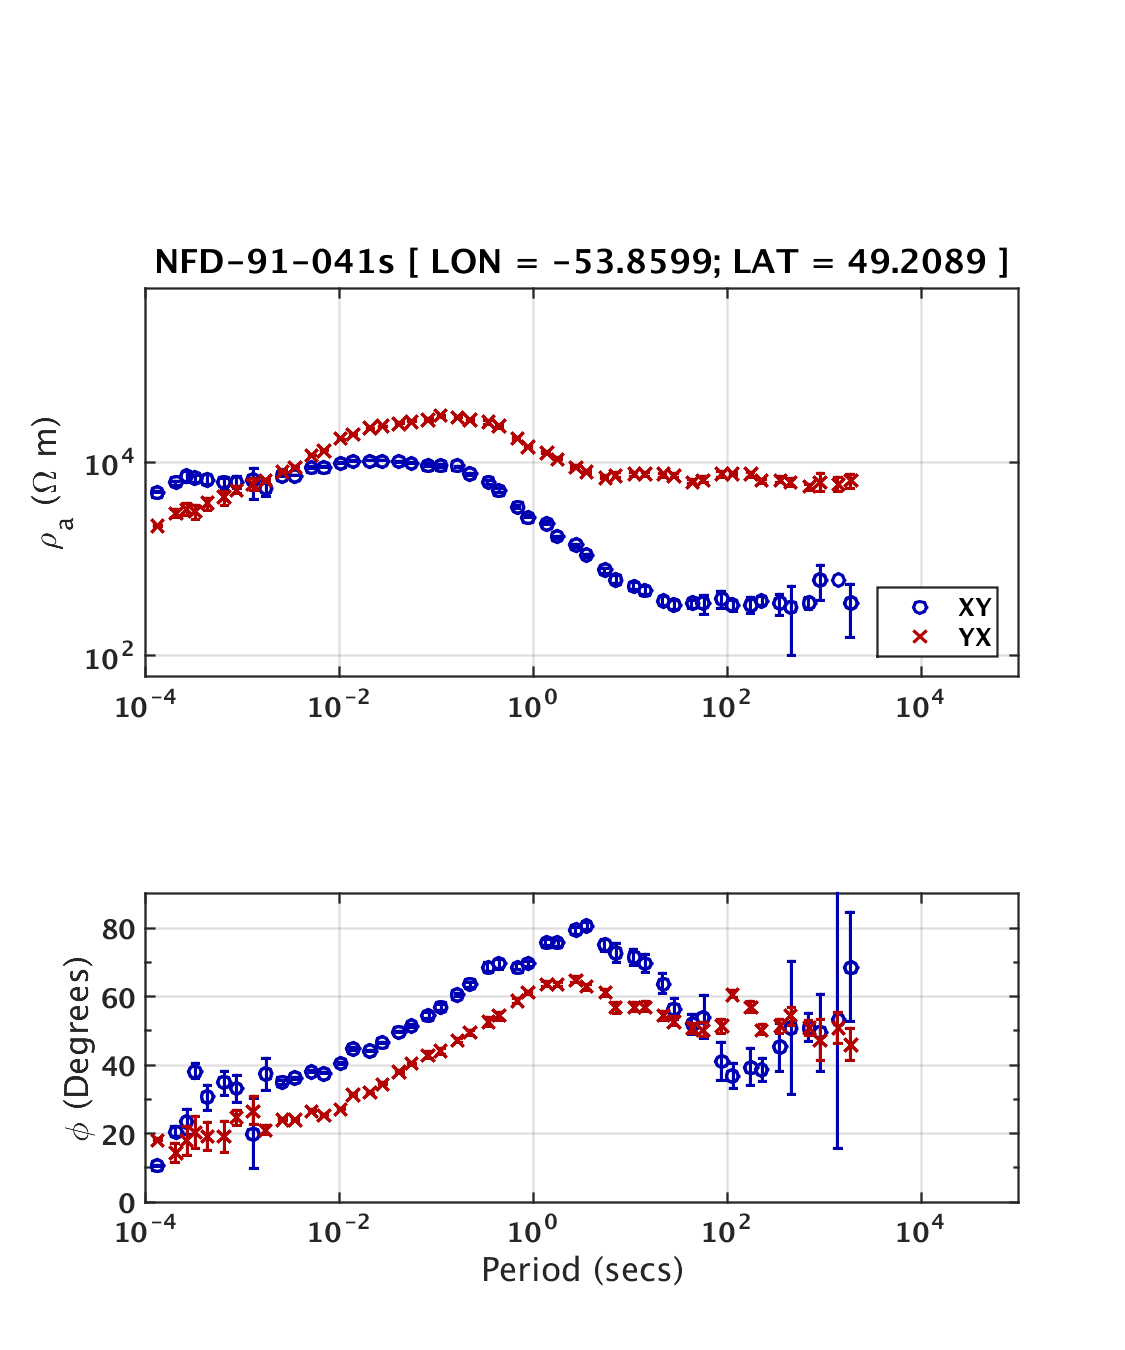 NFD-91-041s [ LON = -53.8599; LAT = 49.2089 ]
ρa (Ω m)
10^4
10^2
XY
YX
10^-4 10^-2 10^0 10^2 10^4
φ (Degrees)
80
60
40
20
0
10^-4 10^-2 10^0 10^2 10^4
Period (secs)